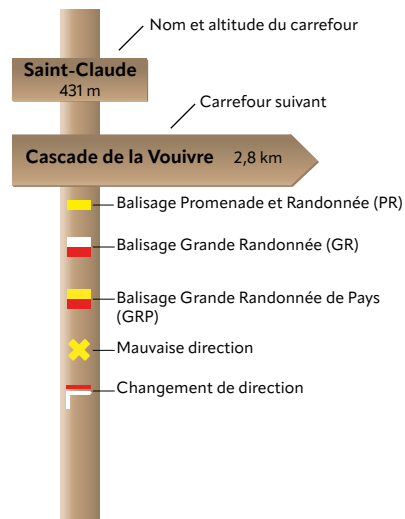 Nom et altitude du carrefour
Saint-Claude
431 m
Carrefour suivant
Cascade de la Vouivre 2,8 km
Balisage Promenade et Randonnée (PR)
Balisage Grande Randonnée (GR)
Balisage Grande Randonnée de Pays
(GRP)
Mauvaise direction
Changement de direction